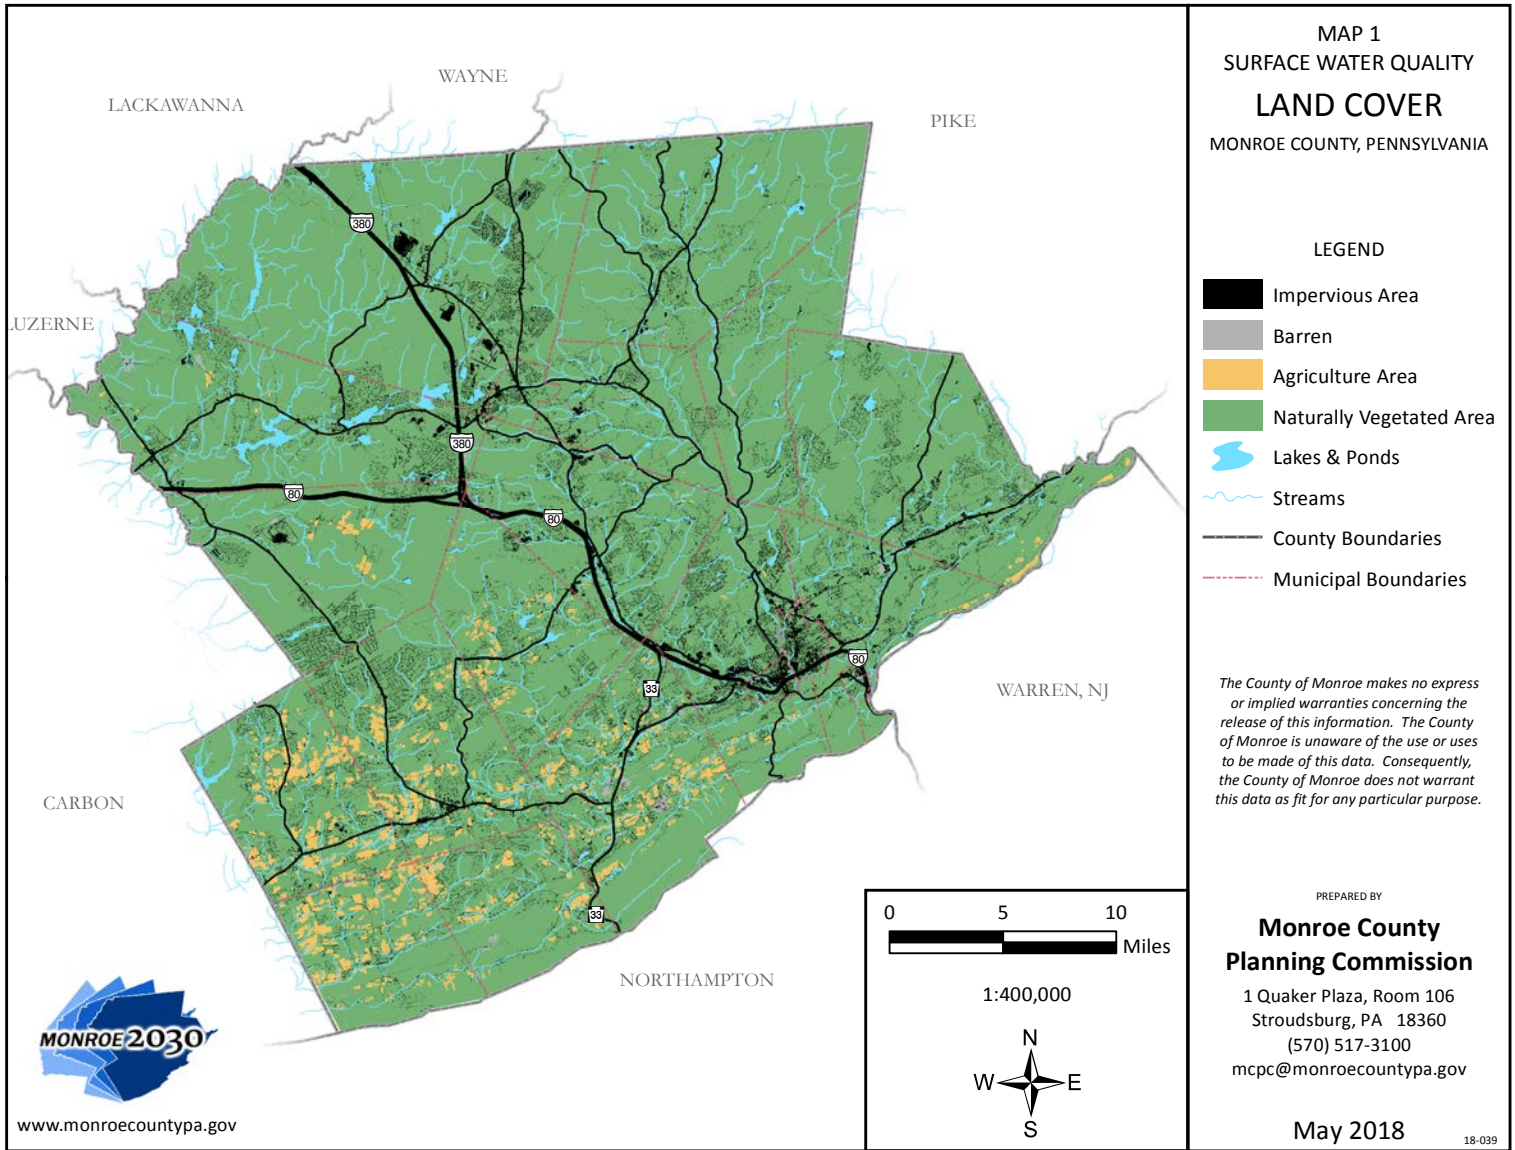 MAP 1
SURFACE WATER QUALITY
LAND COVER
MONROE COUNTY, PENNSYLVANIA
LEGEND
Impervious Area
Barren
Agriculture Area
Naturally Vegetated Area
Lakes & Ponds
Streams
County Boundaries
Municipal Boundaries
The County of Monroe makes no express
or implied warranties concerning the
release of this information. The County
of Monroe is unaware of the use or uses
to be made of this data. Consequently,
the County of Monroe does not warrant
this data as fit for any particular purpose.
PREPARED BY
Monroe County
Planning Commission
1 Quaker Plaza, Room 106
Stroudsburg, PA 18360
(570) 517-3100
mcpc@monroecountypa.gov
May 2018
18-039
WAYNE
LACKAWANNA
PIKE
380
LUZERNE
380
80
80
80
33
WARREN, NJ
CARBON
33
NORTHAMPTON
0 5 10
Miles
1:400,000
N
W E
S
MONROE 2030
www.monroecountypa.gov